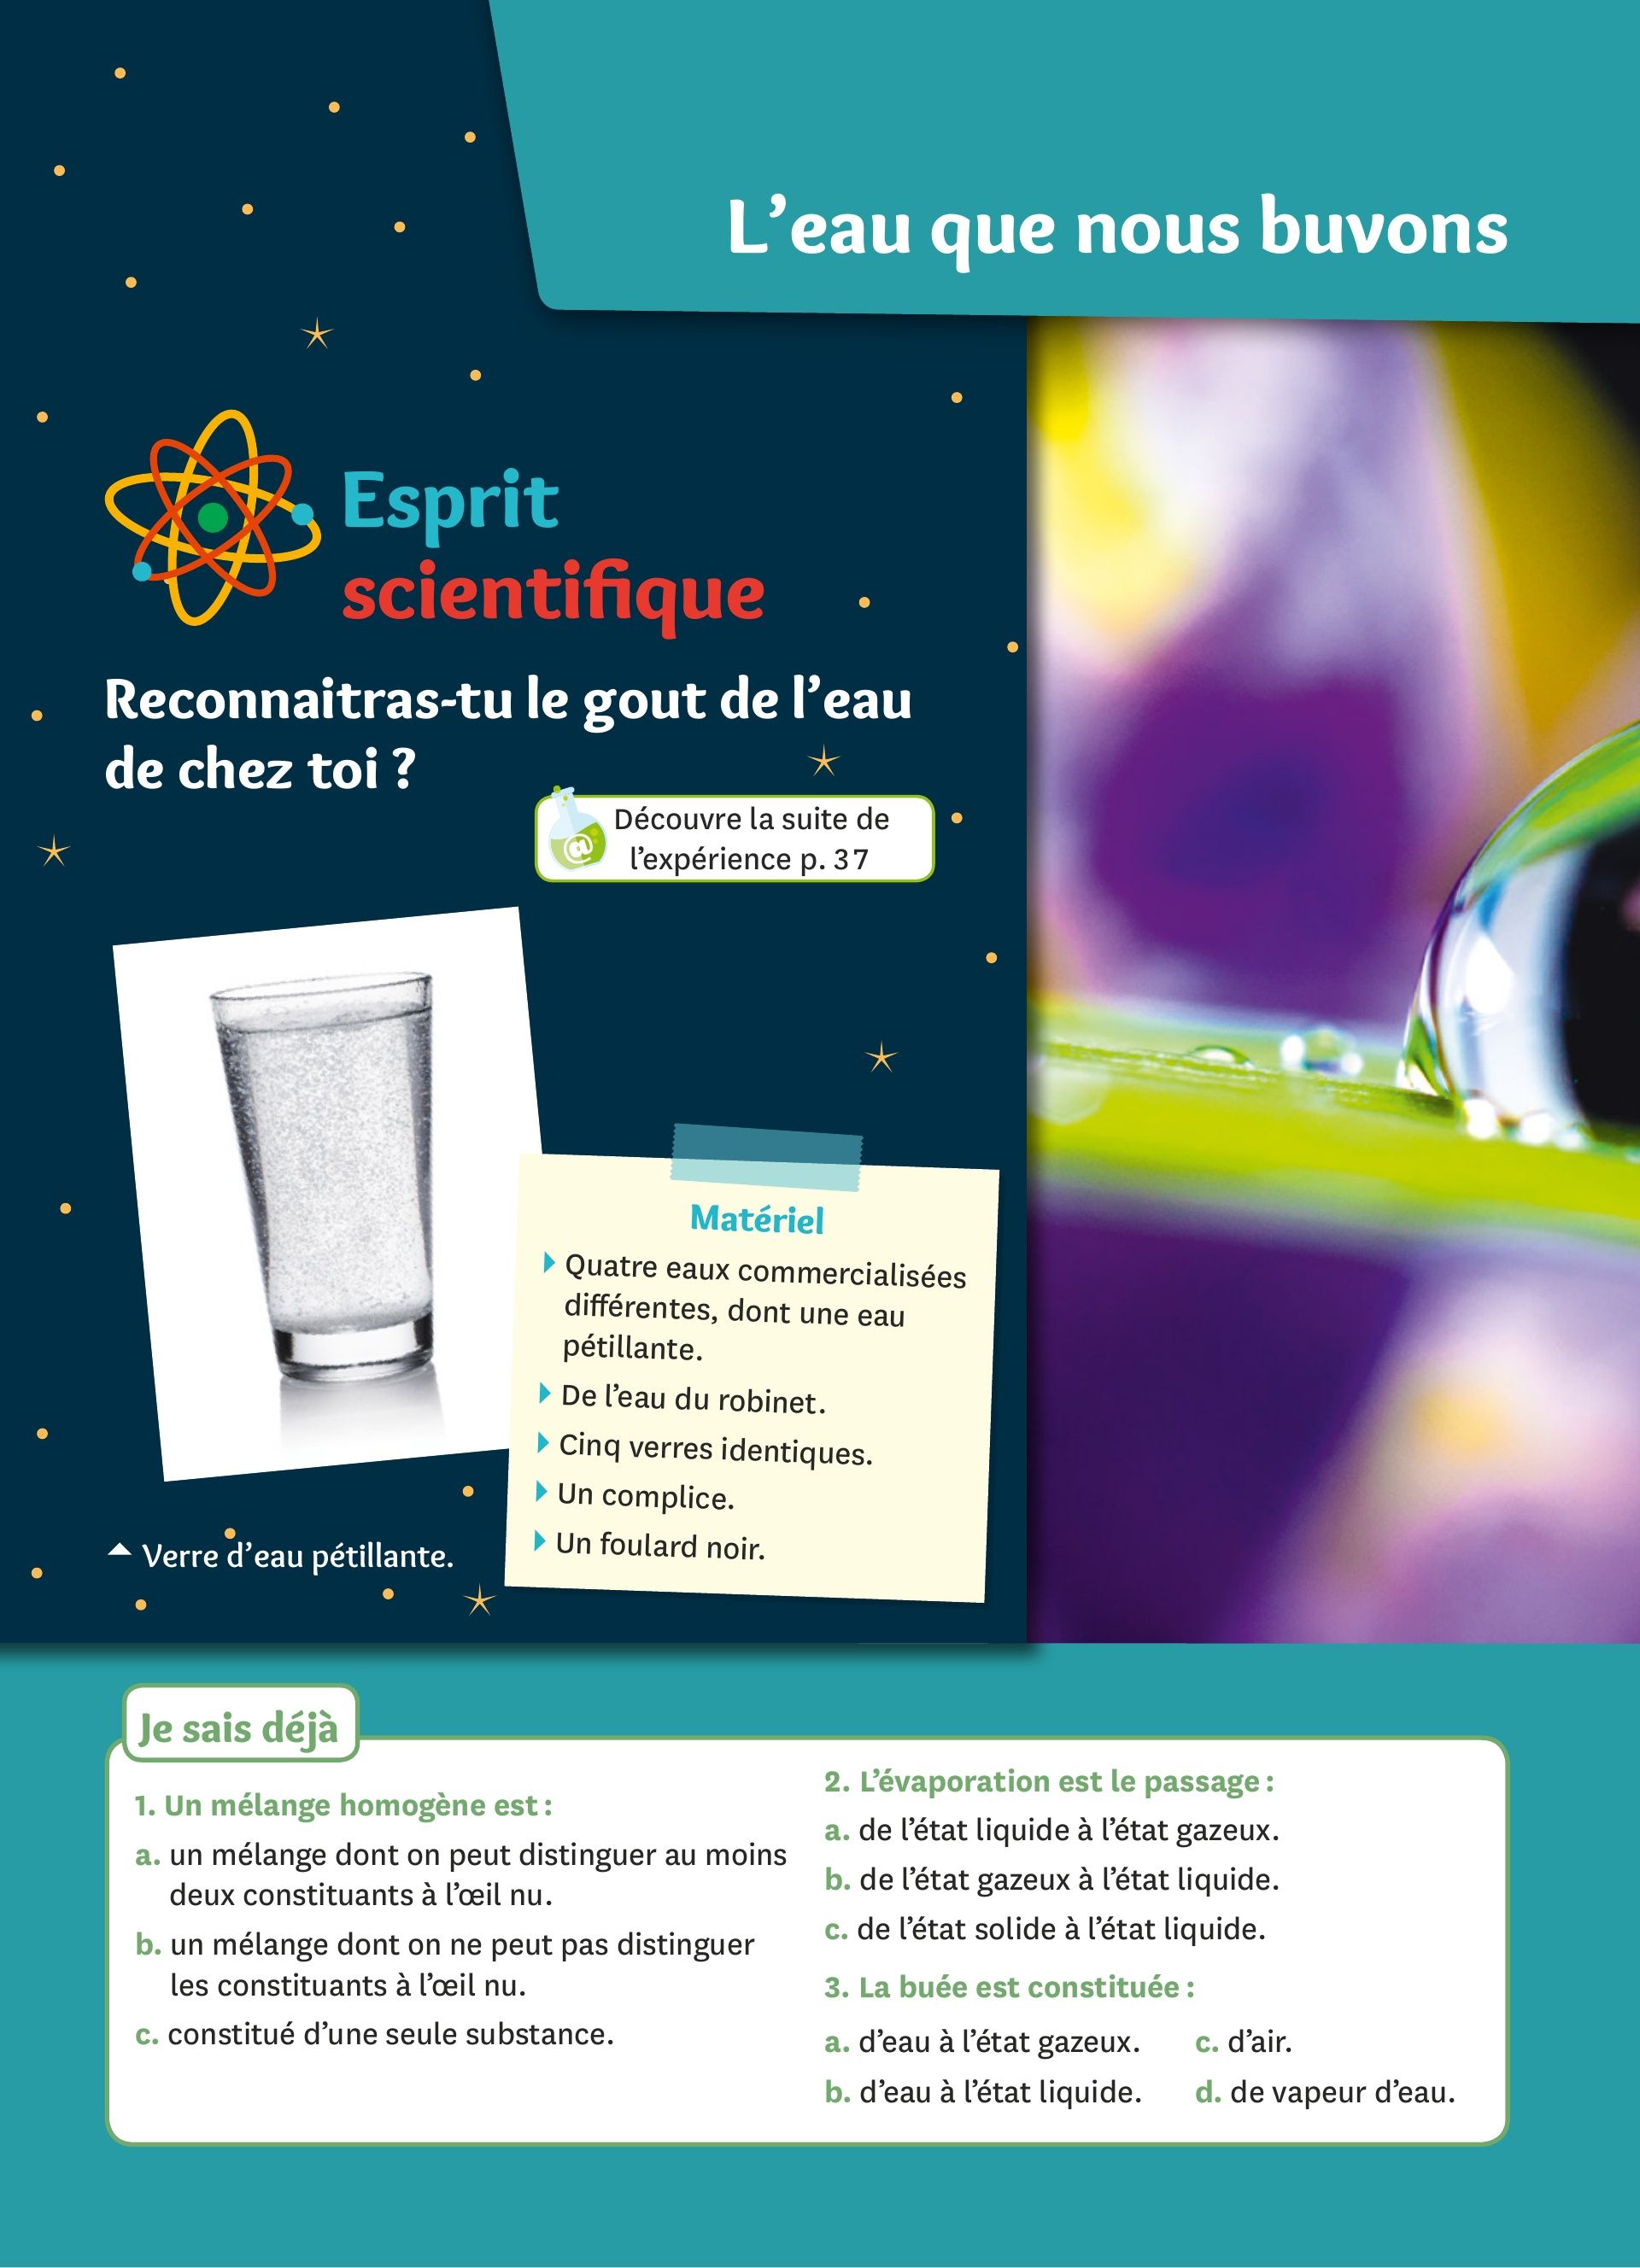 L’eau que nous buvons
Esprit
scientifique
Reconnaitras-tu le gout de l’eau
de chez toi ?
@
Découvre la suite de
l’expérience p. 37
Matériel
Quatre eaux commercialisées
différentes, dont une eau
pétillante.
De l’eau du robinet.
Cinq verres identiques.
Un complice.
Un foulard noir.
Verre d’eau pétillante.
Je sais déjà
1. Un mélange homogène est :
a. un mélange dont on peut distinguer au moins
deux constituants à l’œil nu.
b. un mélange dont on ne peut pas distinguer
les constituants à l’œil nu.
c. constitué d’une seule substance.
2. L’évaporation est le passage :
a. de l’état liquide à l’état gazeux.
b. de l’état gazeux à l’état liquide.
c. de l’état solide à l’état liquide.
3. La buée est constituée :
a. d’eau à l’état gazeux. c. d’air.
b. d’eau à l’état liquide. d. de vapeur d’eau.